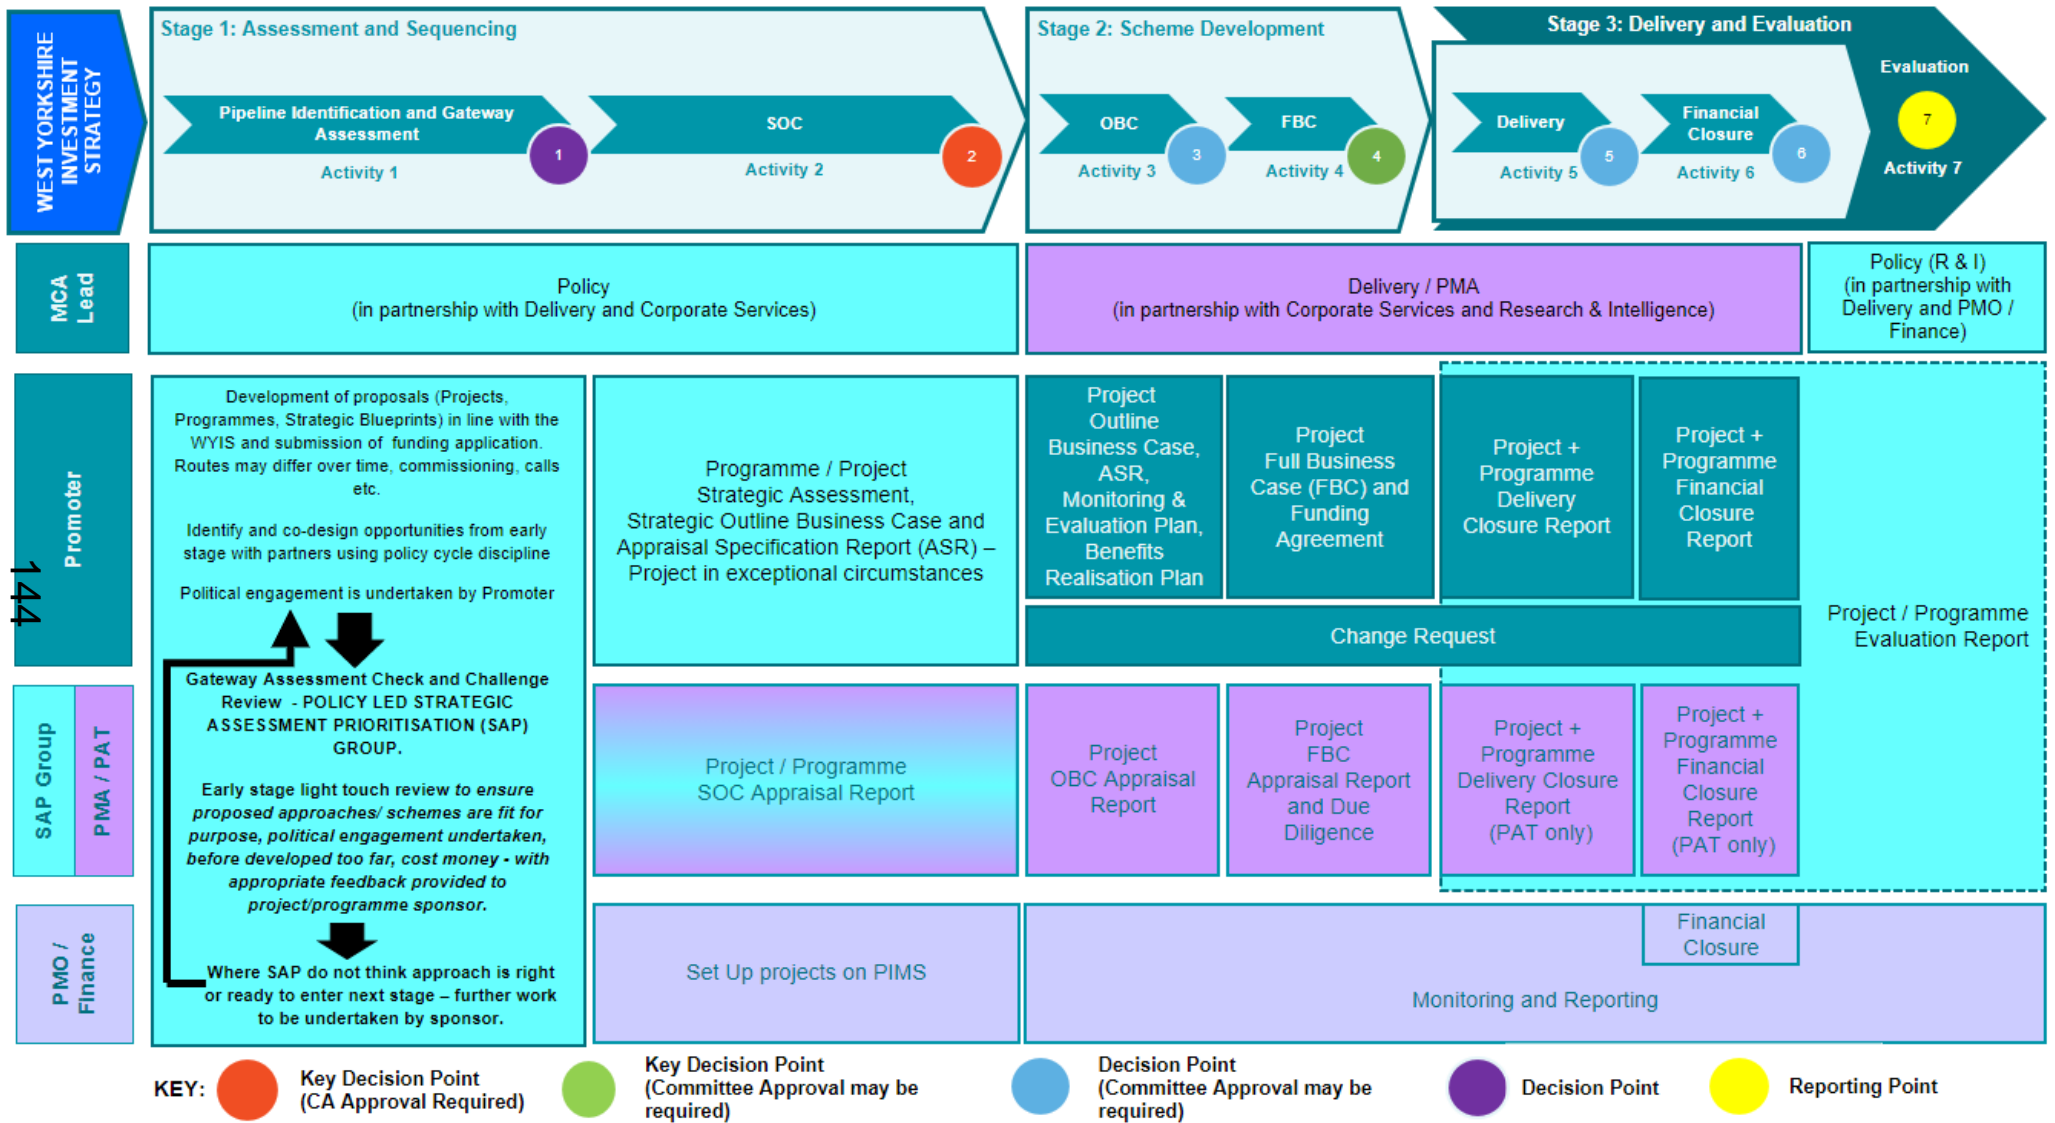 WEST YORKSHIRE
INVESTMENT
STRATEGY
Stage 1: Assessment and Sequencing
Pipeline Identification and Gateway
Assessment
1
Activity 1
SOC
2
Activity 2
Stage 2: Scheme Development
OBC
3
Activity 3
FBC
4
Activity 4
Stage 3: Delivery and Evaluation
Delivery
5
Activity 5
Financial
Closure
6
Activity 6
Evaluation
7
Activity 7
MCA
Lead
Policy
(in partnership with Delivery and Corporate Services)
Delivery / PMA
(in partnership with Corporate Services and Research & Intelligence)
Policy (R & I)
(in partnership with
Delivery and PMO /
Finance)
Promoter
144
Development of proposals (Projects,
Programmes, Strategic Blueprints) in line with the
WYIS and submission of funding application.
Routes may differ over time, commissioning, calls
etc.
Identify and co-design opportunities from early
stage with partners using policy cycle discipline
Political engagement is undertaken by Promoter
Gateway Assessment Check and Challenge
Review - POLICY LED STRATEGIC
ASSESSMENT PRIORITISATION (SAP)
GROUP.
Early stage light touch review to ensure
proposed approaches/ schemes are fit for
purpose, political engagement undertaken,
before developed too far, cost money - with
appropriate feedback provided to
project/programme sponsor.
Where SAP do not think approach is right
or ready to enter next stage – further work
to be undertaken by sponsor.
Programme / Project
Strategic Assessment,
Strategic Outline Business Case and
Appraisal Specification Report (ASR) –
Project in exceptional circumstances
Project
Outline
Business Case,
ASR,
Monitoring &
Evaluation Plan,
Benefits
Realisation Plan
Project
Full Business
Case (FBC) and
Funding
Agreement
Project +
Programme
Delivery
Closure Report
Project +
Programme
Financial
Closure
Report
Change Request
Project / Programme
Evaluation Report
SAP Group
PMA / PAT
Project / Programme
SOC Appraisal Report
Project
OBC Appraisal
Report
Project
FBC
Appraisal Report
and Due
Diligence
Project +
Programme
Delivery Closure
Report
(PAT only)
Project +
Programme
Financial
Closure
Report
(PAT only)
PMO /
Finance
Set Up projects on PIMS
Financial
Closure
Monitoring and Reporting
KEY:
Key Decision Point
(CA Approval Required)
Key Decision Point
(Committee Approval may be
required)
Decision Point
(Committee Approval may be
required)
Decision Point
Reporting Point